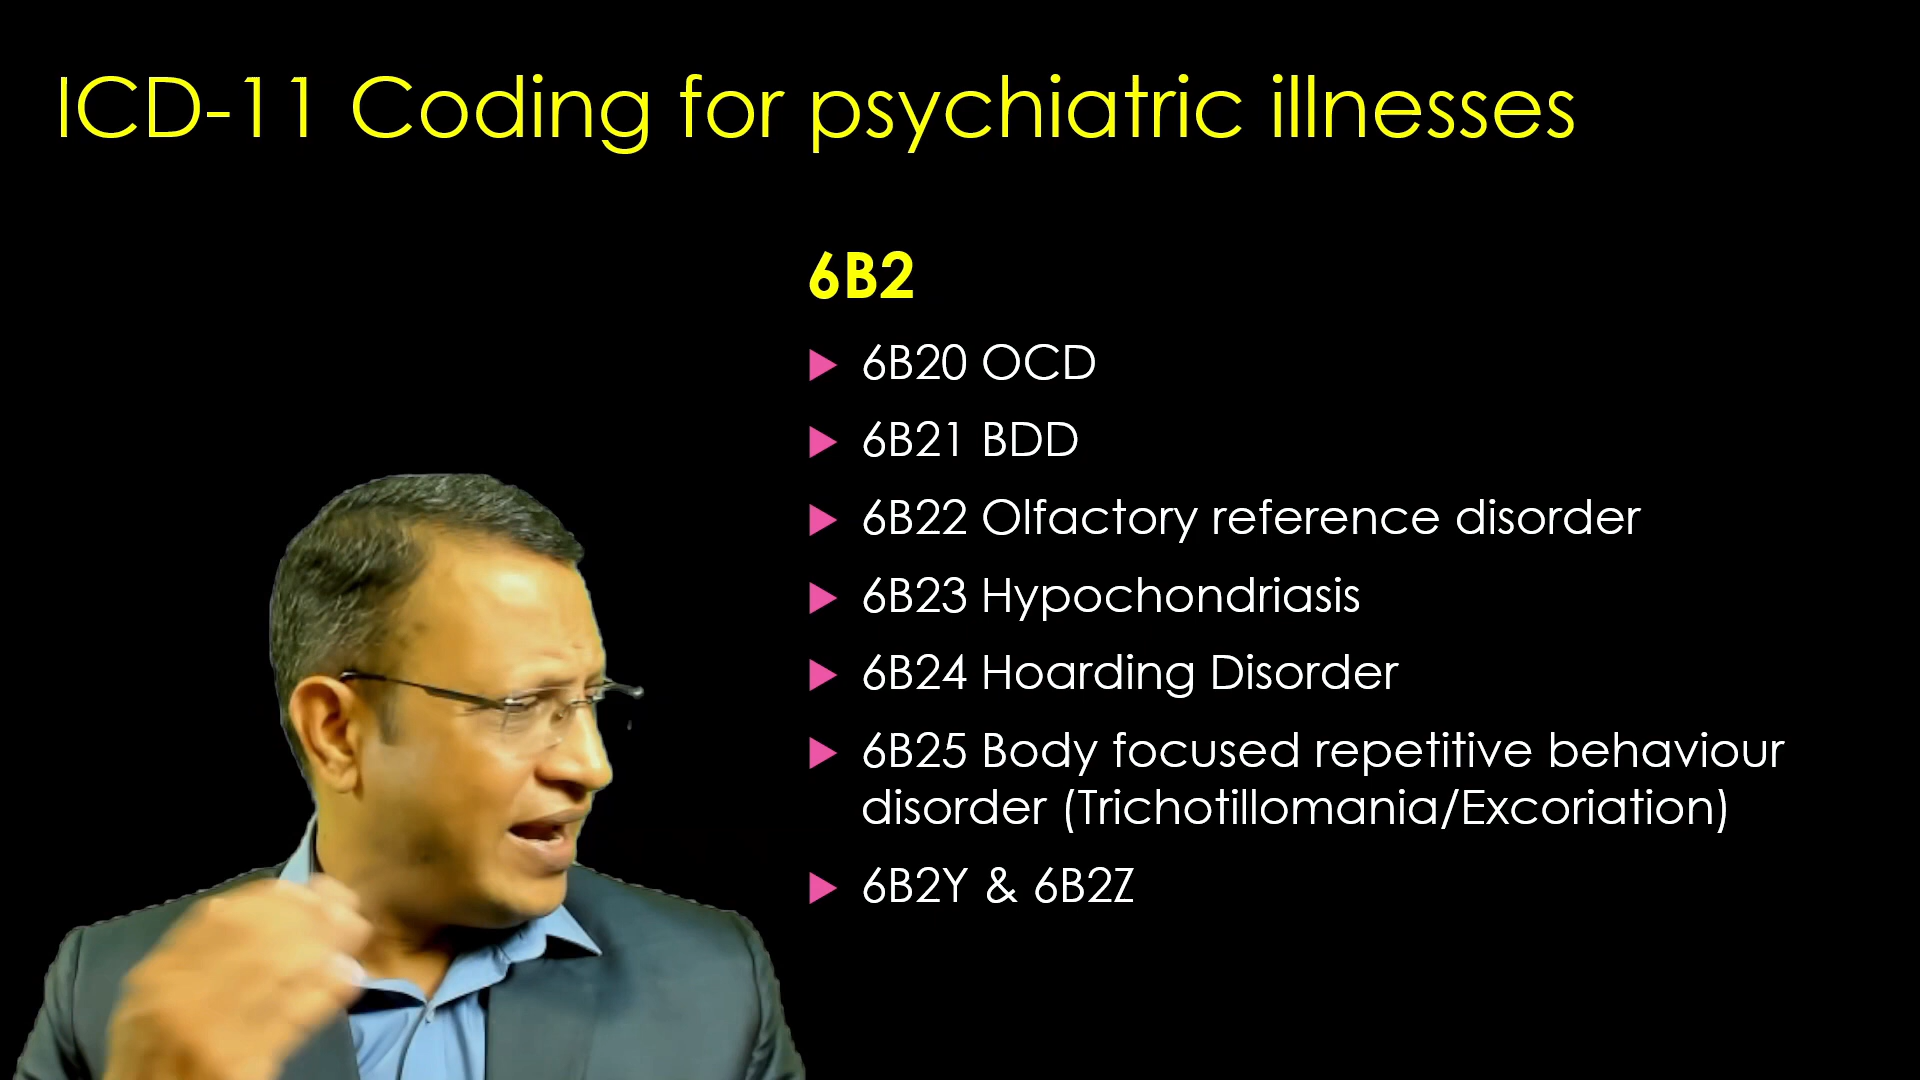 ICD-11 Coding for psychiatric illnesses
6B2
6B20 OCD
6B21 BDD
6B22 Olfactory reference disorder
6B23 Hypochondriasis
6B24 Hoarding Disorder
6B25 Body focused repetitive behaviour
disorder (Trichotillomania/Excoriation)
6B2Y & 6B2Z